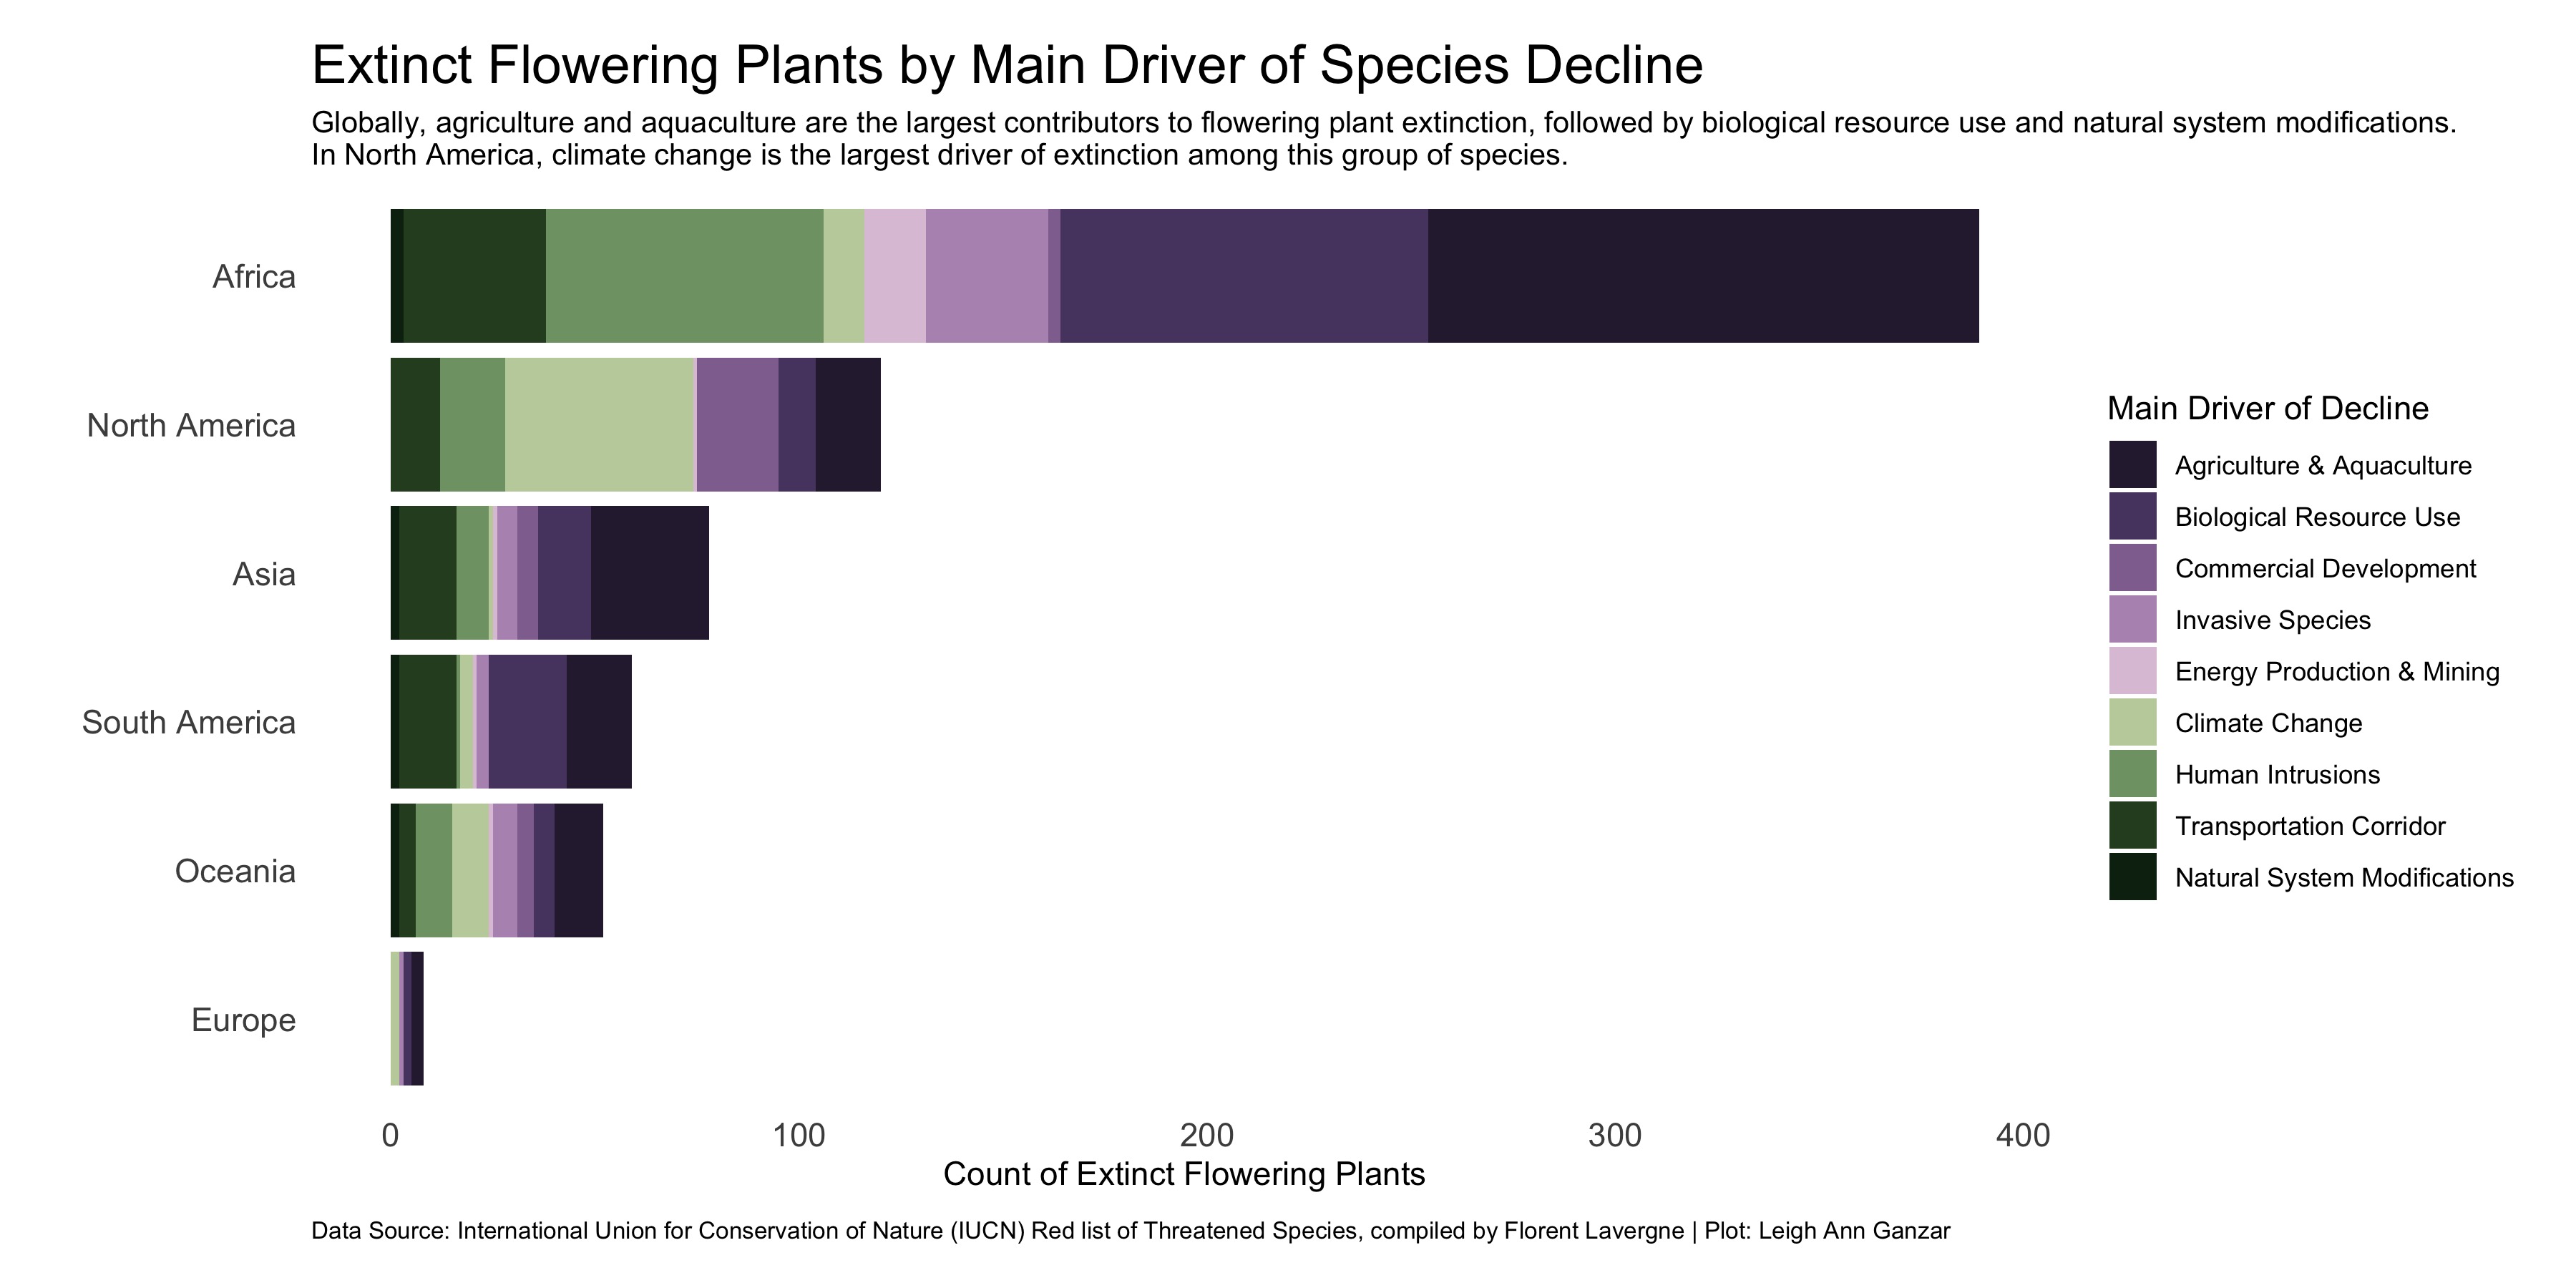 Extinct Flowering Plants by Main Driver of Species Decline
Globally, agriculture and aquaculture are the largest contributors to flowering plant extinction, followed by biological resource use and natural system modifications.
In North America, climate change is the largest driver of extinction among this group of species.
Africa
North America
Asia
South America
Oceania
Europe
0 100 200 300 400
Count of Extinct Flowering Plants
Main Driver of Decline
Agriculture & Aquaculture
Biological Resource Use
Commercial Development
Invasive Species
Energy Production & Mining
Climate Change
Human Intrusions
Transportation Corridor
Natural System Modifications
Data Source: International Union for Conservation of Nature (IUCN) Red list of Threatened Species, compiled by Florent Lavergne | Plot: Leigh Ann Ganzar